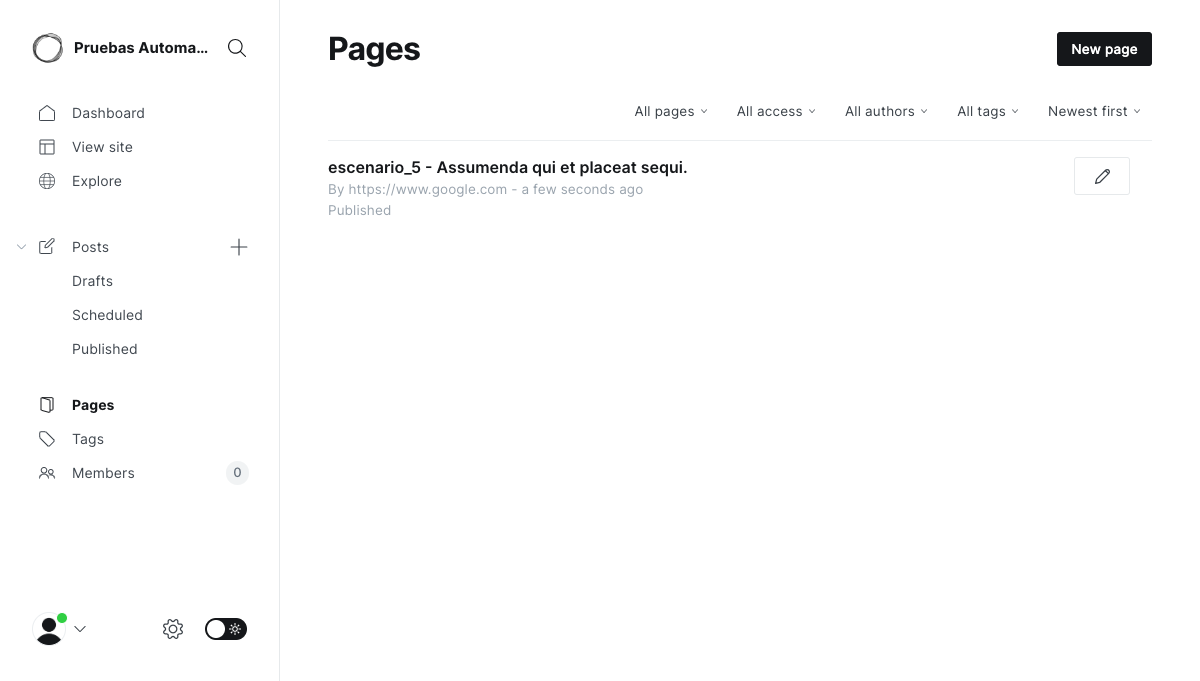 Pruebas Automa...
Dashboard
View site
Explore
Posts
Drafts
Scheduled
Published
Pages
Tags
Members 0
Pages
New page
All pages All access All authors All tags Newest first
escenario_5 - Assumenda qui et placeat sequi.
By https://www.google.com - a few seconds ago
Published